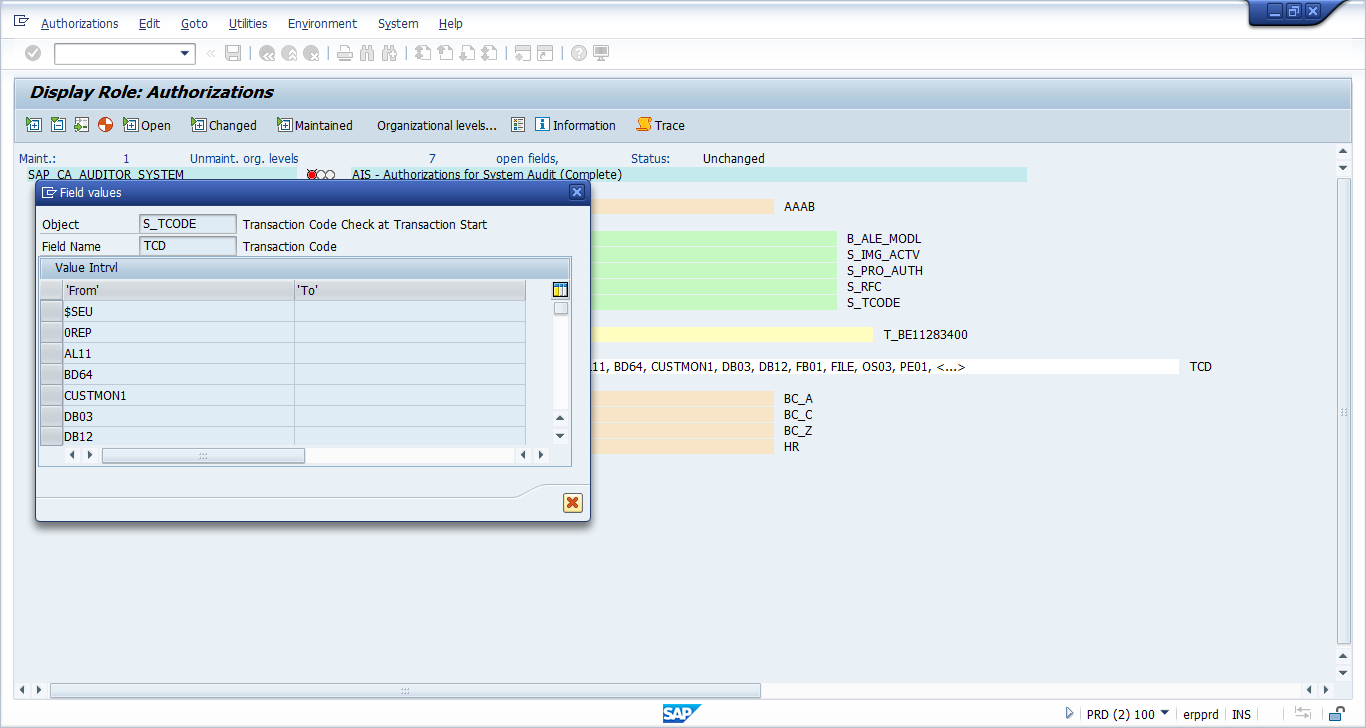 Authorizations Edit Goto Utilities Environment System Help
Display Role: Authorizations
Open Changed Maintained Organizational levels... Information Trace
Maint.: 1 Unmaint. org. levels 7 open fields, Status: Unchanged
SAP_CA_AUDITOR_SYSTEM AIS - Authorizations for System Audit (Complete)
Field values
AAAB
Object S_TCODE Transaction Code Check at Transaction Start
Field Name TCD Transaction Code
B_ALE_MODL
S_IMG_ACTV
S_PRO_AUTH
S_RFC
S_TCODE
Value Intrvl
'From' 'To'
$SEU
0REP
AL11
BD64
CUSTMON1
DB03
DB12
T_BE11283400
BD64, CUSTMON1, DB03, DB12, FB01, FILE, OS03, PE01, <...> TCD
BC_A
BC_C
BC_Z
HR
SAP
PRD (2) 100 erpprd INS